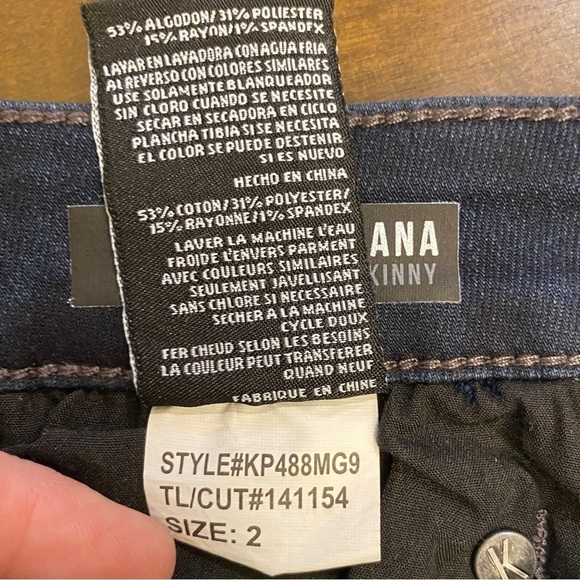 53% ALGODON/31% POLIESTER
15% RAYON/1% SPANDEX
LAVAR EN LAVADORA CON AGUA FRIA
AL REVERSO CON COLORES SIMILARES
USE SOLAMENTE BLANQUEADOR
SIN CLORO CUANDO SE NECESITE
SECAR EN SECADORA EN CICLO
PLANCHA TIBIA SI SE NECESITA
EL COLOR SE PUEDE DESTENIR
SI ES NUEVO
HECHO EN CHINA
53% COTON/31% POLYESTER/
15% RAYONNE/1% SPANDEX
LAVER LA MACHINE L'EAU
FROIDE L'ENVERS PARMENT
AVEC COULEURS SIMILAIRES
SEULEMENT JAVELLISANT
SANS CHLORE SI NECESSAIRE
SECHER A LA MACHINE
CYCLE DOUX
FER CHEUD SELON LES BESOINS
LA COULEUR PEUT TRANSFERER
QUAND NEUF
FABRIQUE EN CHINE
ANA
KINNY
STYLE#KP488MG9
TL/CUT#141154
SIZE: 2
K